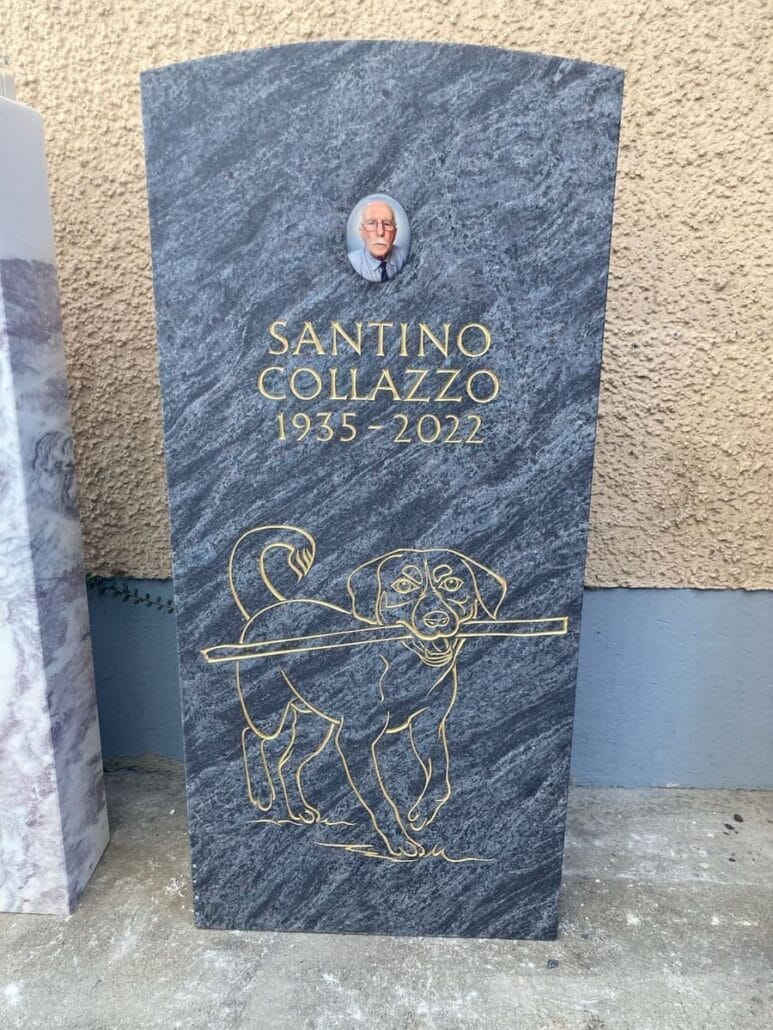 SANTINO
COLLAZZO
1935 - 2022